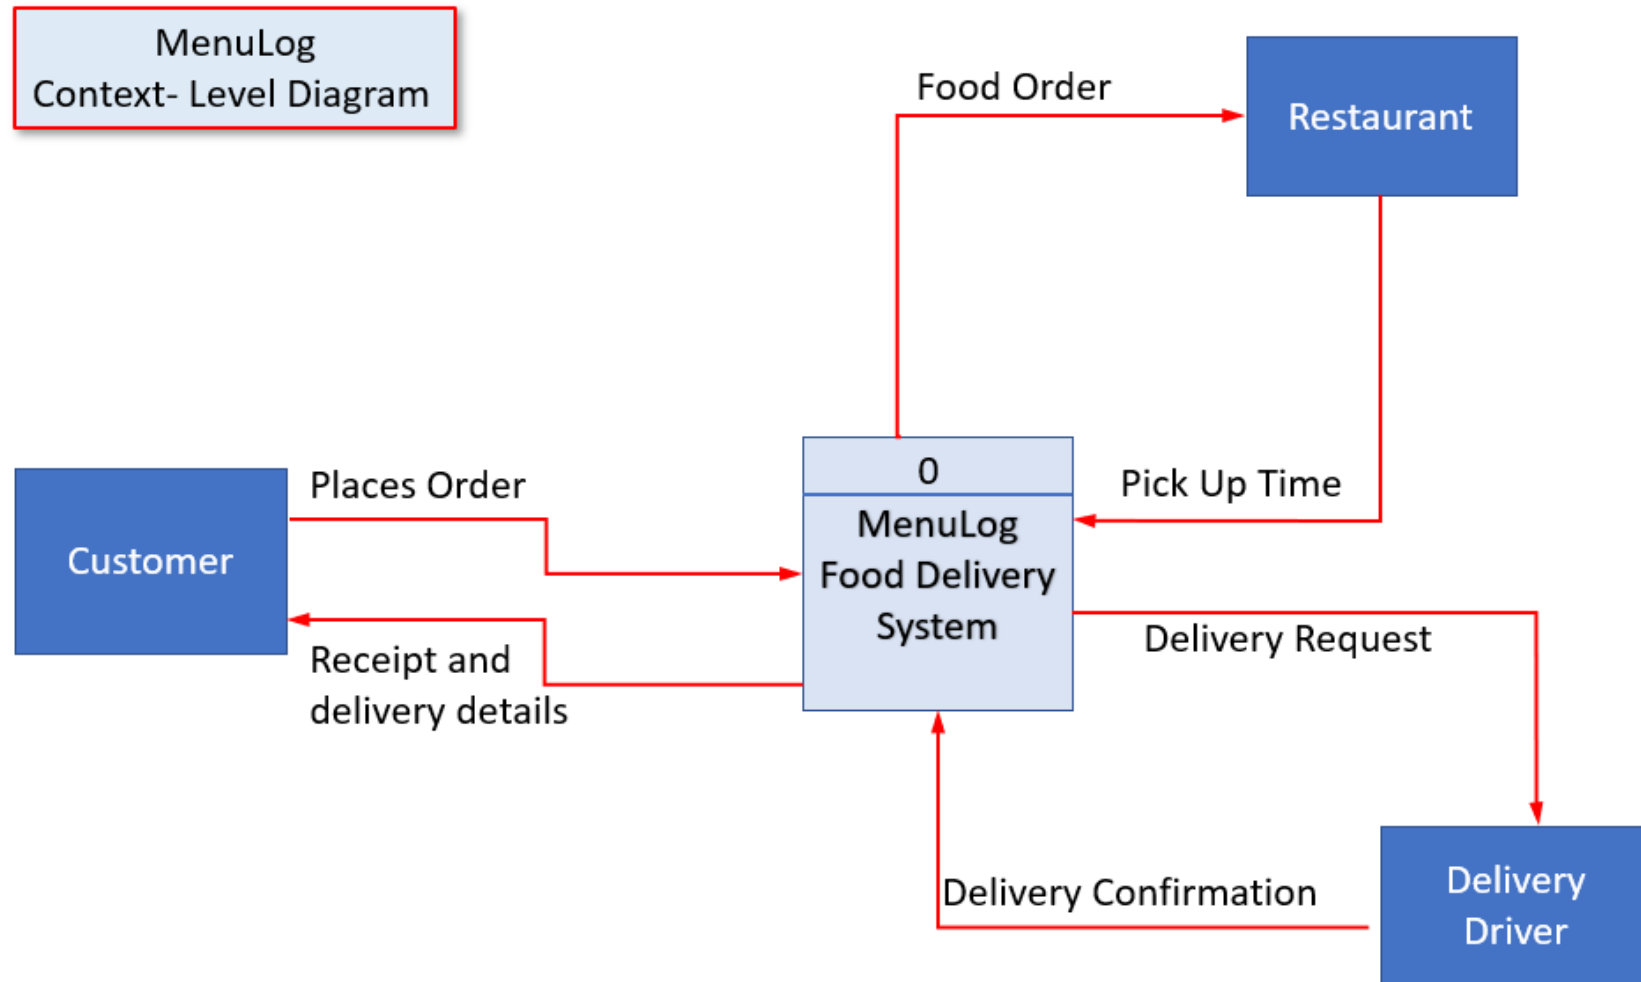 MenuLog
Context- Level Diagram
Food Order
Restaurant
Places Order
0
Pick Up Time
MenuLog
Food Delivery
System
Customer
Receipt and
delivery details
Delivery Request
Delivery Confirmation
Delivery
Driver